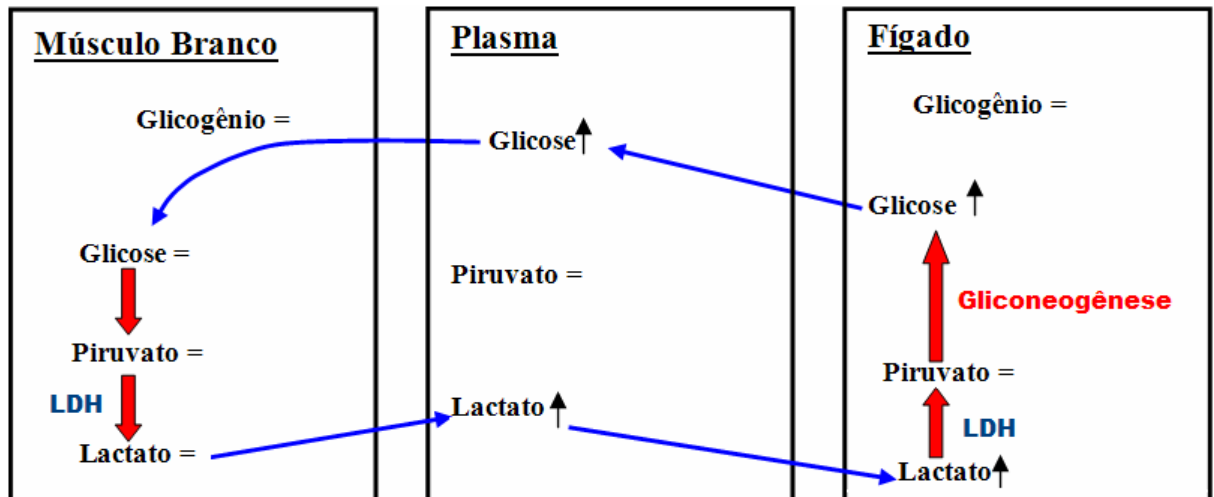 Músculo Branco
Glicogênio =
Glicose =
Piruvato =
LDH
Lactato =
Plasma
Glicose
Piruvato =
Lactato
Fígado
Glicogênio =
Glicose
Gliconeogênese
Piruvato =
LDH
Lactato